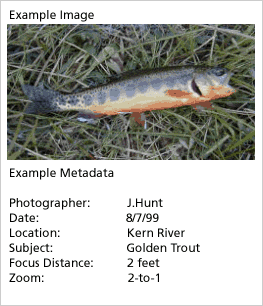 Example Image
Example Metadata
Photographer: J.Hunt
Date: 8/7/99
Location: Kern River
Subject: Golden Trout
Focus Distance: 2 feet
Zoom: 2-to-1